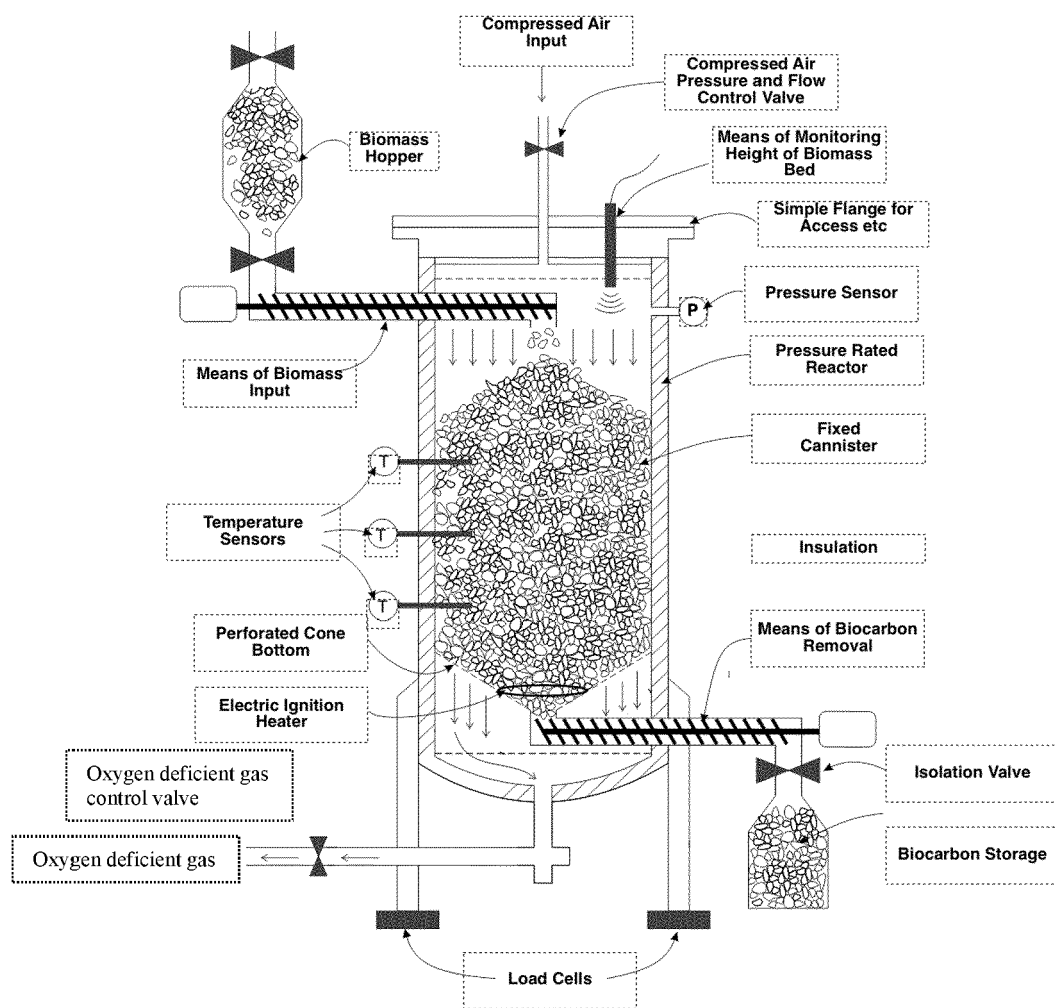 Compressed Air
Input
Compressed Air
Pressure and Flow
Control Valve
Biomass
Hopper
Means of Monitoring
Height of Biomass
Bed
Simple Flange for
Access etc
Pressure Sensor
P
Means of Biomass
Input
Pressure Rated
Reactor
Fixed
Cannister
T
Temperature
Sensors
T
Insulation
T
Perforated Cone
Bottom
Means of Biocarbon
Removal
Electric Ignition
Heater
Oxygen deficient gas
control valve
Isolation Valve
Oxygen deficient gas
Biocarbon Storage
Load Cells